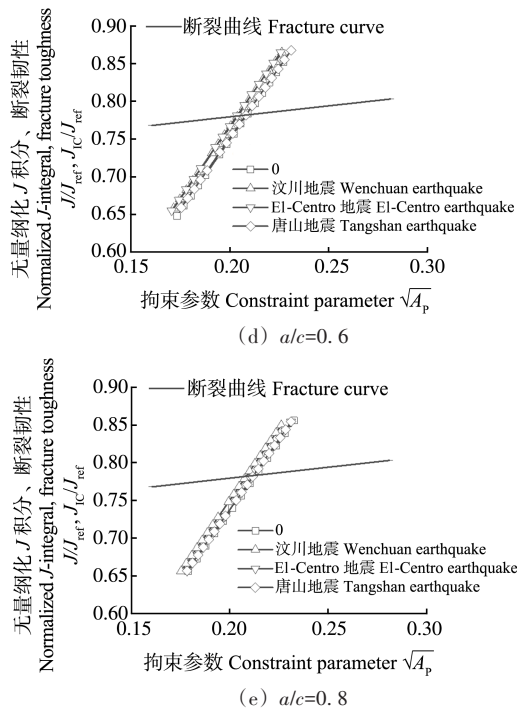 无量纲化 J 积分、断裂韧性
Normalized J-integral, fracture toughness
J/Jref , JIC/Jref
0.90
0.85
0.80
0.75
0.70
0.65
0.60
断裂曲线 Fracture curve
0
汶川地震 Wenchuan earthquake
El-Centro 地震 El-Centro earthquake
唐山地震 Tangshan earthquake
0.15 0.20 0.25 0.30
拘束参数 Constraint parameter √AP
(d) a/c=0.6
无量纲化 J 积分、断裂韧性
Normalized J-integral, fracture toughness
J/Jref , JIC/Jref
0.90
0.85
0.80
0.75
0.70
0.65
0.60
断裂曲线 Fracture curve
0
汶川地震 Wenchuan earthquake
El-Centro 地震 El-Centro earthquake
唐山地震 Tangshan earthquake
0.15 0.20 0.25 0.30
拘束参数 Constraint parameter √AP
(e) a/c=0.8